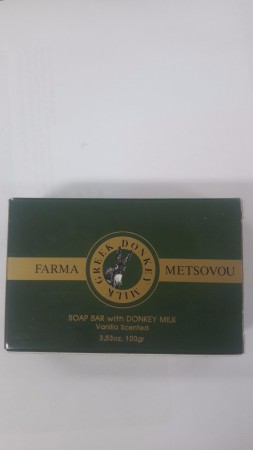 GREEK DONKEY MILK
FARMA METSOVOU
SOAP BAR with DONKEY MILK
Vanilla Scented
3,53oz, 100gr